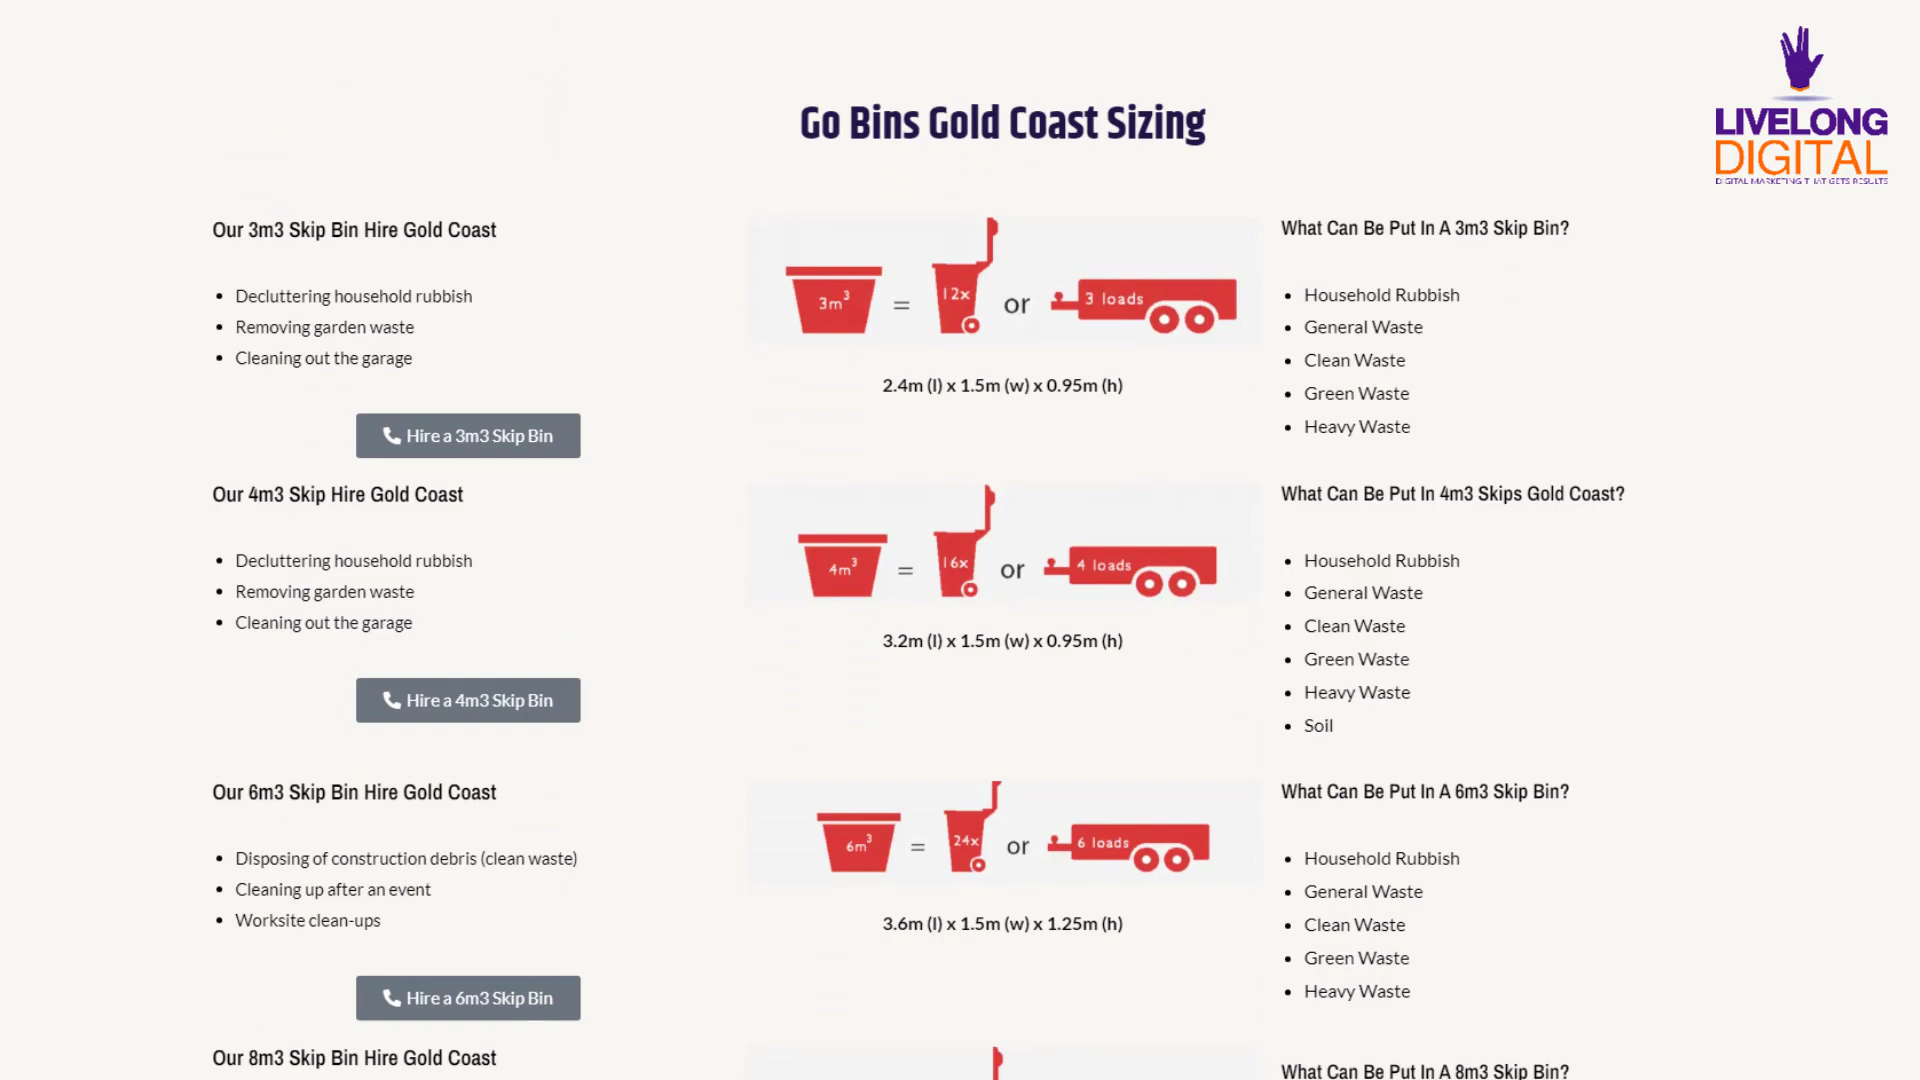 Go Bins Gold Coast Sizing
LIVELONG
DIGITAL
DIGITAL MARKETING THAT GETS RESULTS
Our 3m3 Skip Bin Hire Gold Coast
Decluttering household rubbish
Removing garden waste
Cleaning out the garage
Hire a 3m3 Skip Bin
3m³ = 12x or 3 loads
2.4m (l) x 1.5m (w) x 0.95m (h)
What Can Be Put In A 3m3 Skip Bin?
Household Rubbish
General Waste
Clean Waste
Green Waste
Heavy Waste
Our 4m3 Skip Hire Gold Coast
Decluttering household rubbish
Removing garden waste
Cleaning out the garage
Hire a 4m3 Skip Bin
4m³ = 16x or 4 loads
3.2m (l) x 1.5m (w) x 0.95m (h)
What Can Be Put In 4m3 Skips Gold Coast?
Household Rubbish
General Waste
Clean Waste
Green Waste
Heavy Waste
Soil
Our 6m3 Skip Bin Hire Gold Coast
Disposing of construction debris (clean waste)
Cleaning up after an event
Worksite clean-ups
Hire a 6m3 Skip Bin
6m³ = 24x or 6 loads
3.6m (l) x 1.5m (w) x 1.25m (h)
What Can Be Put In A 6m3 Skip Bin?
Household Rubbish
General Waste
Clean Waste
Green Waste
Heavy Waste
Our 8m3 Skip Bin Hire Gold Coast
What Can Be Put In A 8m3 Skip Bin?